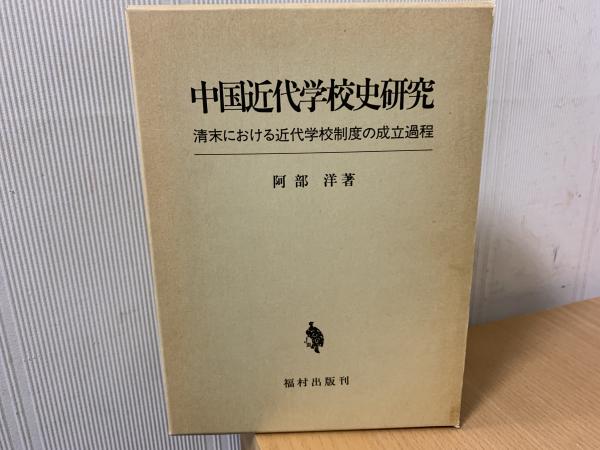 中国近代学校史研究
清末における近代学校制度の成立過程
阿部 洋著
福村出版刊